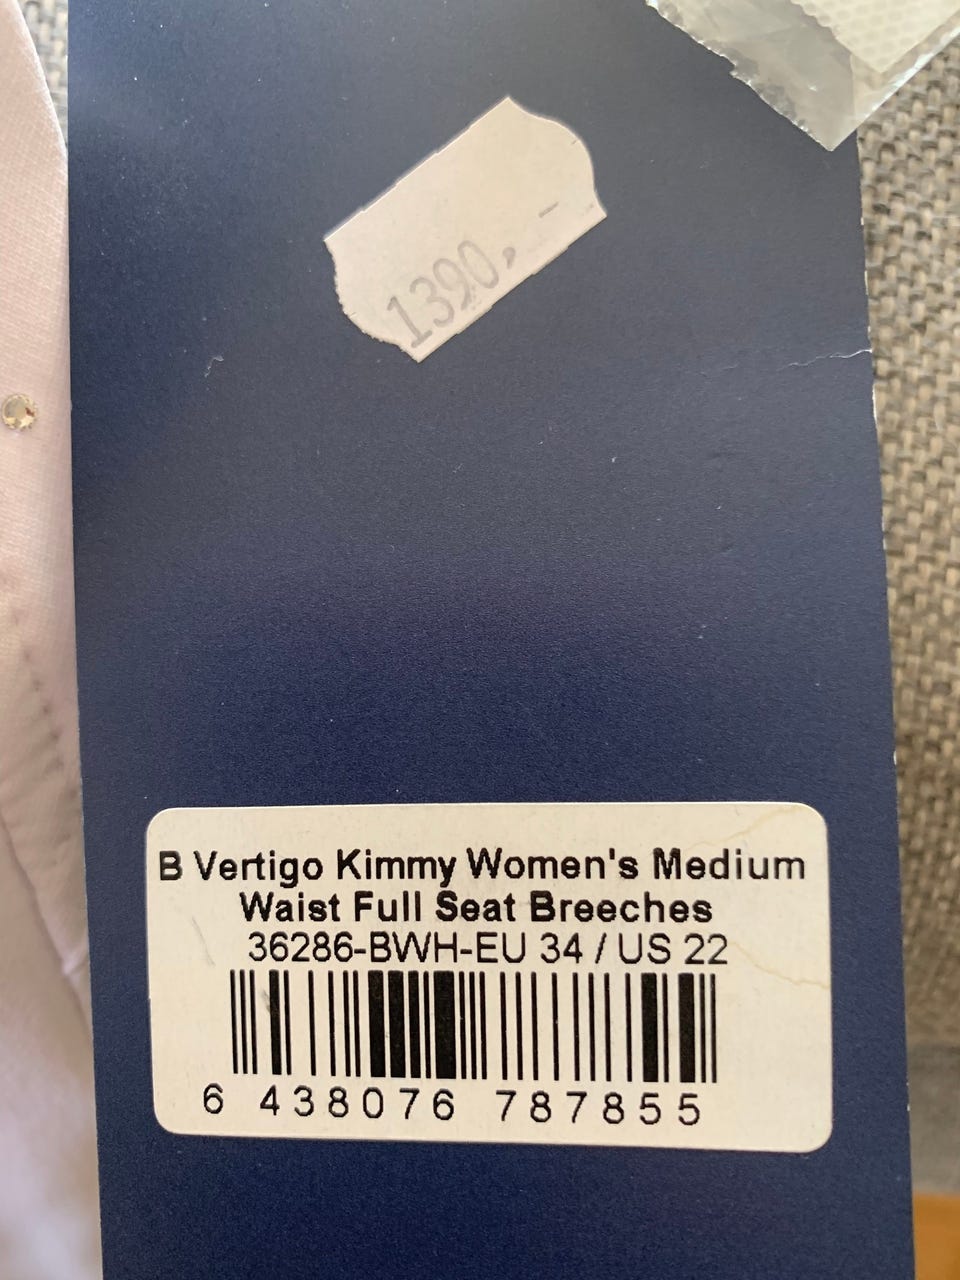 1390,-
B Vertigo Kimmy Women's Medium
Waist Full Seat Breeches
36286-BWH-EU 34 / US 22
6 438076 787855